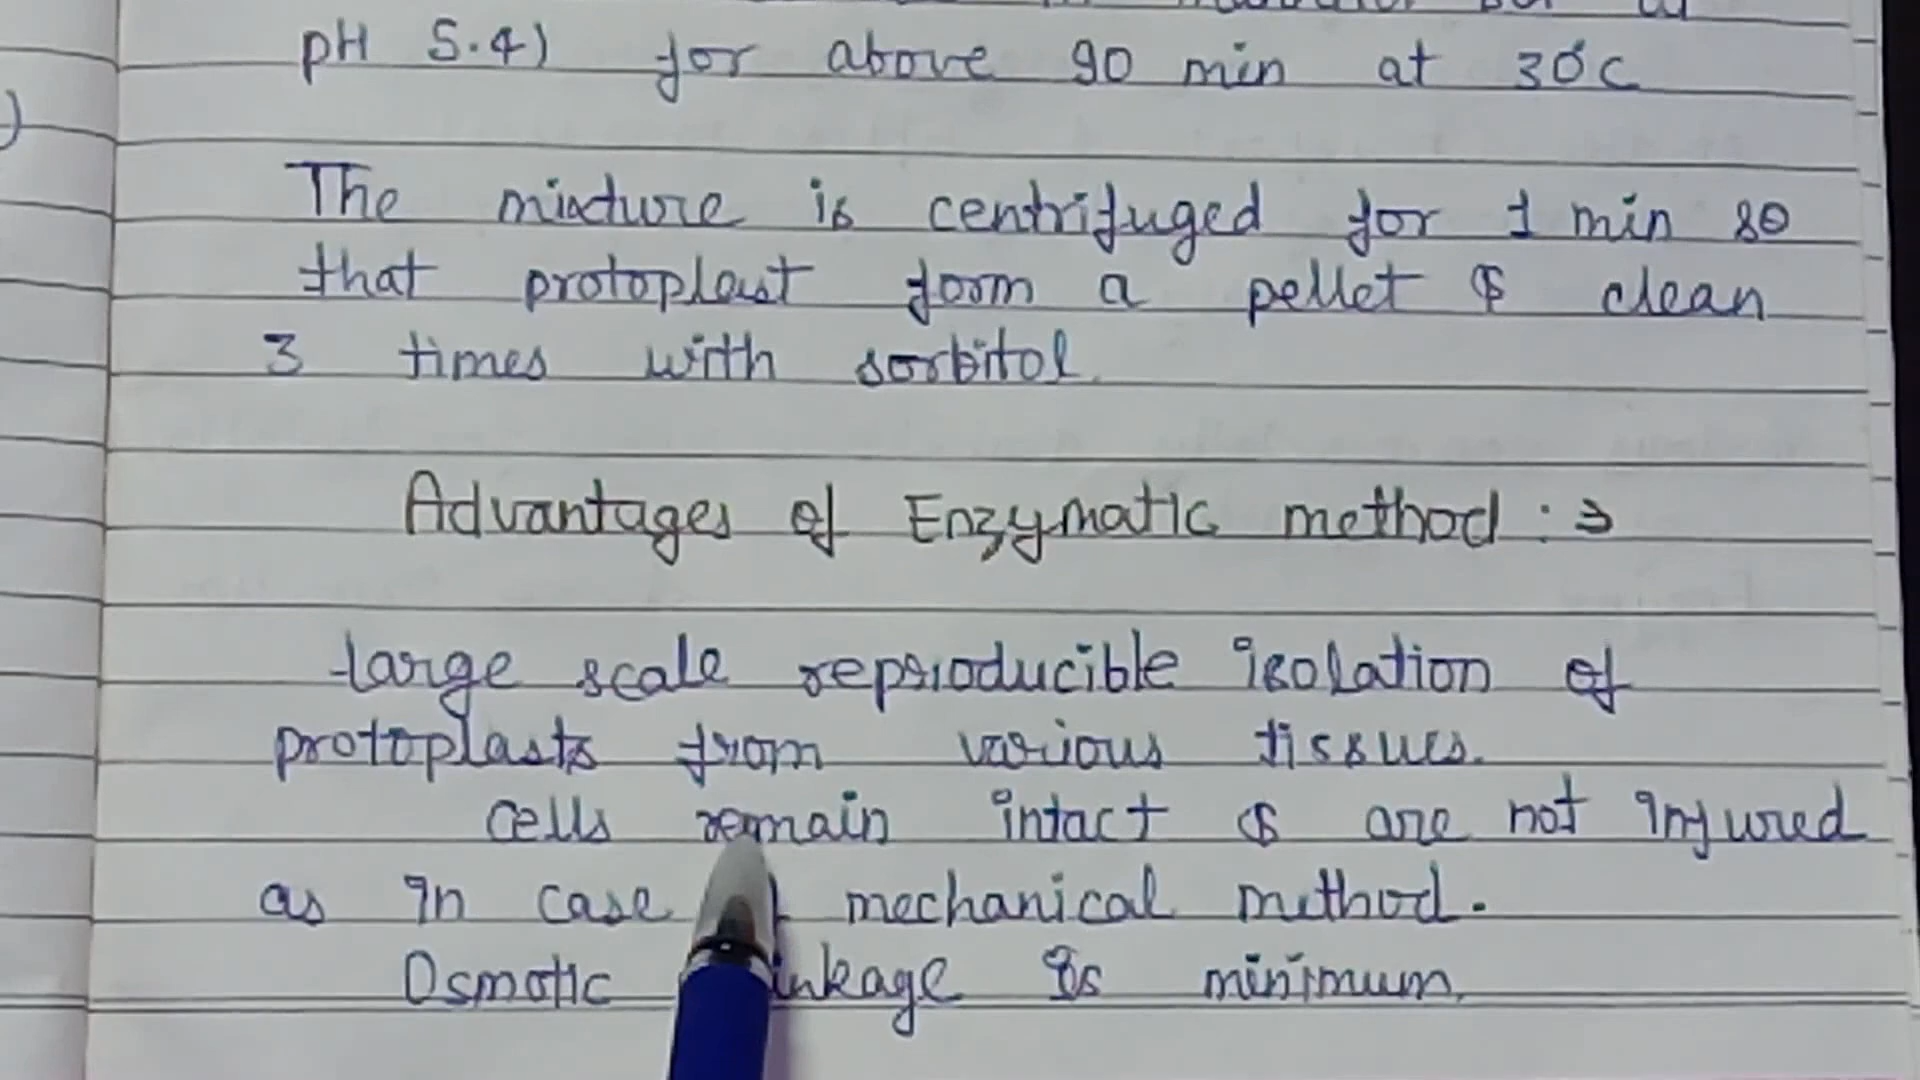 pH 5.4) for above 90 min at 30°C
The mixture is centrifuged for 1 min so
that protoplast form a pellet & clean
3 times with sorbitol.
Advantages of Enzymatic method :⇒
large scale reproducible isolation of
protoplasts from various tissues.
Cells remain intact & are not injured
as in case mechanical method.
Osmotic is minimum.